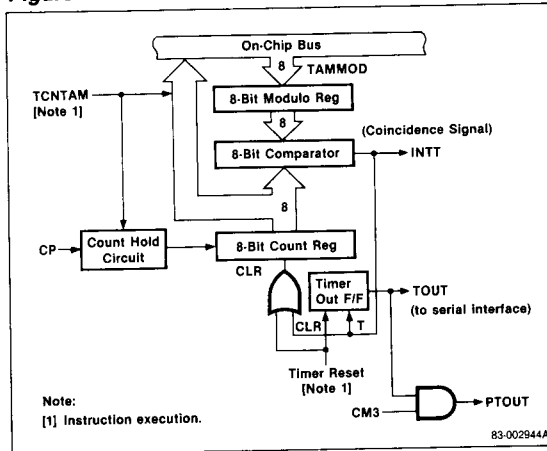 Figure
On-Chip Bus
8
TAMMOD
TCNTAM
[Note 1]
8-Bit Modulo Reg
8
(Coincidence Signal)
8-Bit Comparator
INTT
8
CP
Count Hold
Circuit
8-Bit Count Reg
CLR
Timer
Out F/F
TOUT
(to serial interface)
CLR
T
Timer Reset
[Note 1]
Note:
[1] Instruction execution.
CM3
PTOUT
83-002944A